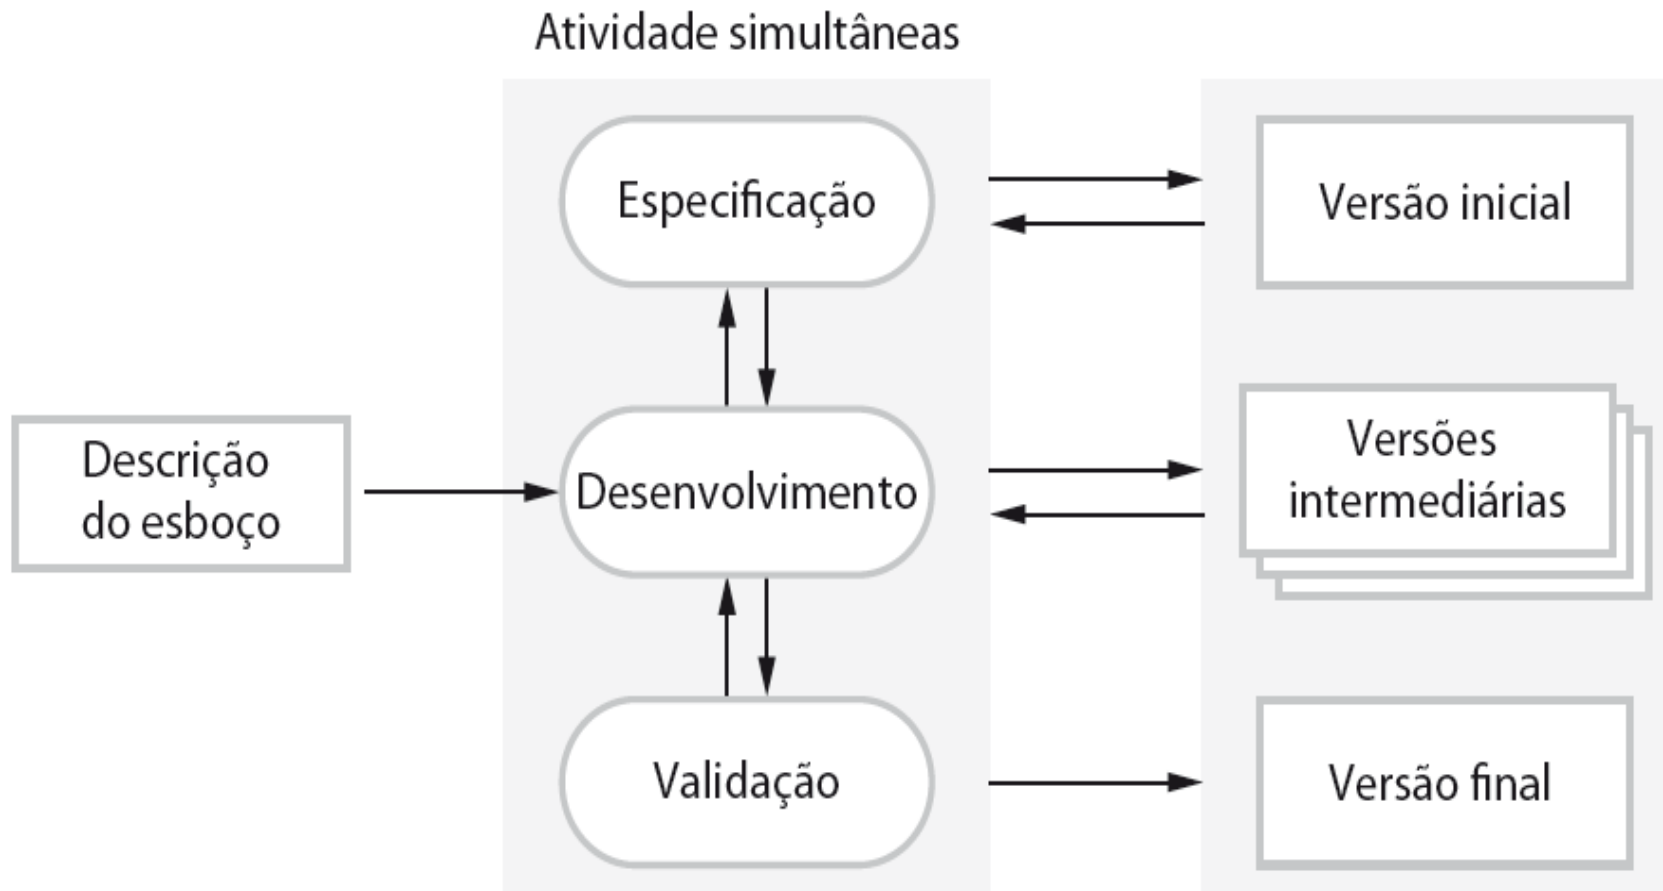 Atividade simultâneas
Especificação
Versão inicial
Descrição
do esboço
Desenvolvimento
Versões
intermediárias
Validação
Versão final